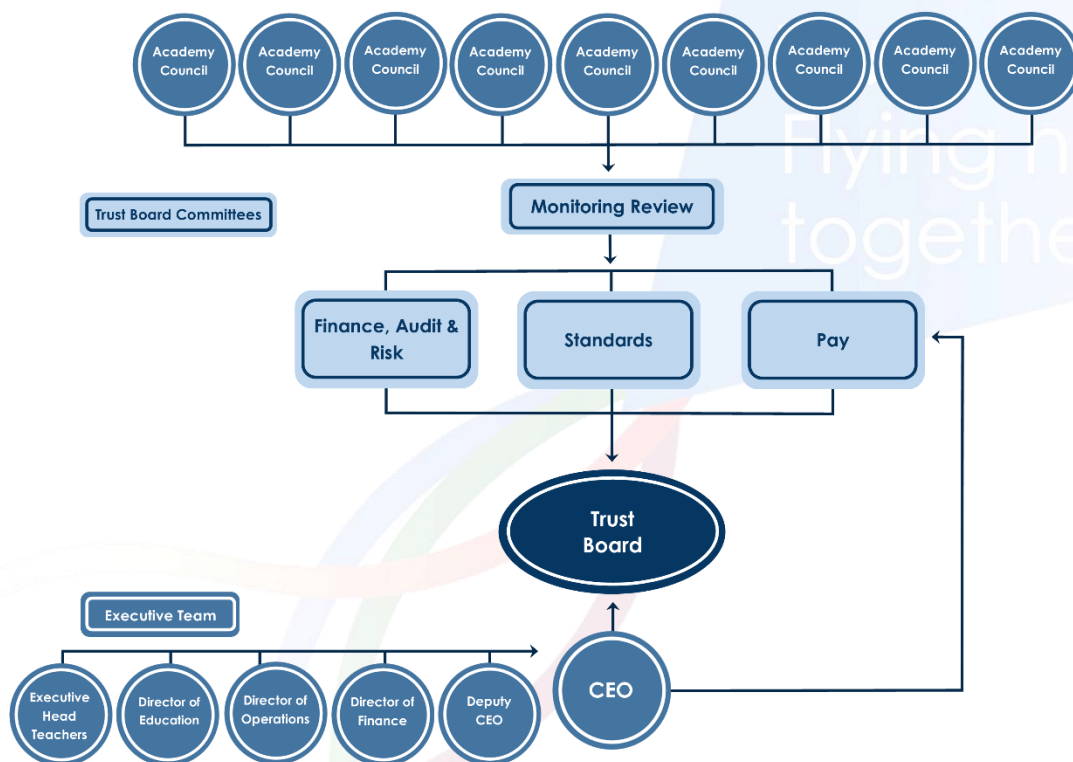 Academy
Council
Academy
Council
Academy
Council
Academy
Council
Academy
Council
Academy
Council
Academy
Council
Academy
Council
Academy
Council
Flying
together
Trust Board Committees
Monitoring Review
Finance, Audit &
Risk
Standards
Pay
Trust
Board
Executive Team
Executive
Head
Teachers
Director of
Education
Director of
Operations
Director of
Finance
Deputy
CEO
CEO